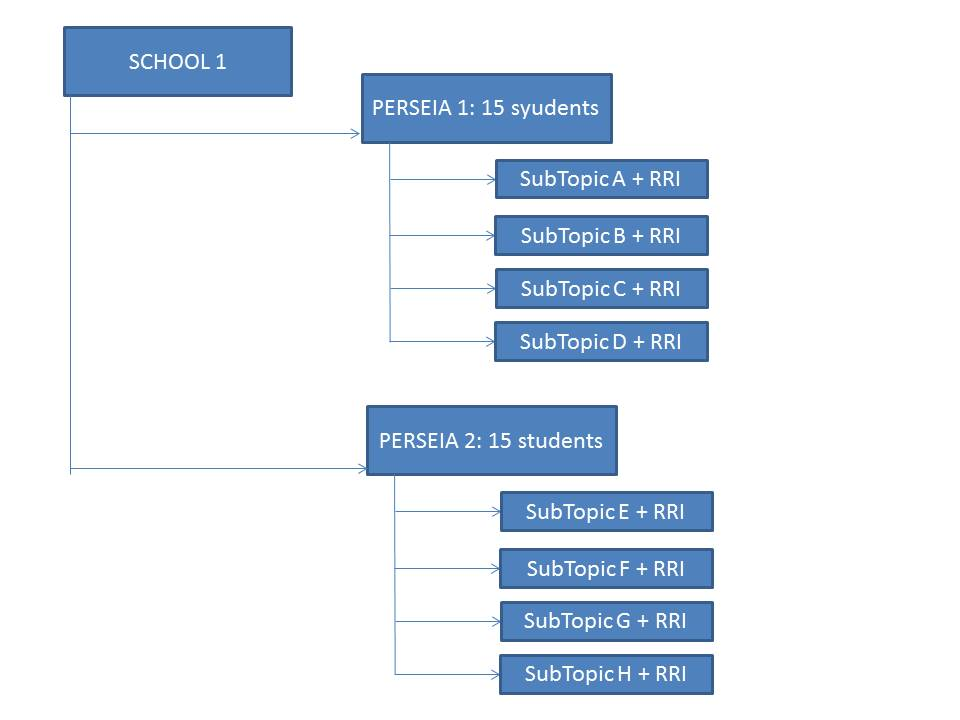 SCHOOL 1
PERSEIA 1: 15 syudents
SubTopic A + RRI
SubTopic B + RRI
SubTopic C + RRI
SubTopic D + RRI
PERSEIA 2: 15 students
SubTopic E + RRI
SubTopic F + RRI
SubTopic G + RRI
SubTopic H + RRI